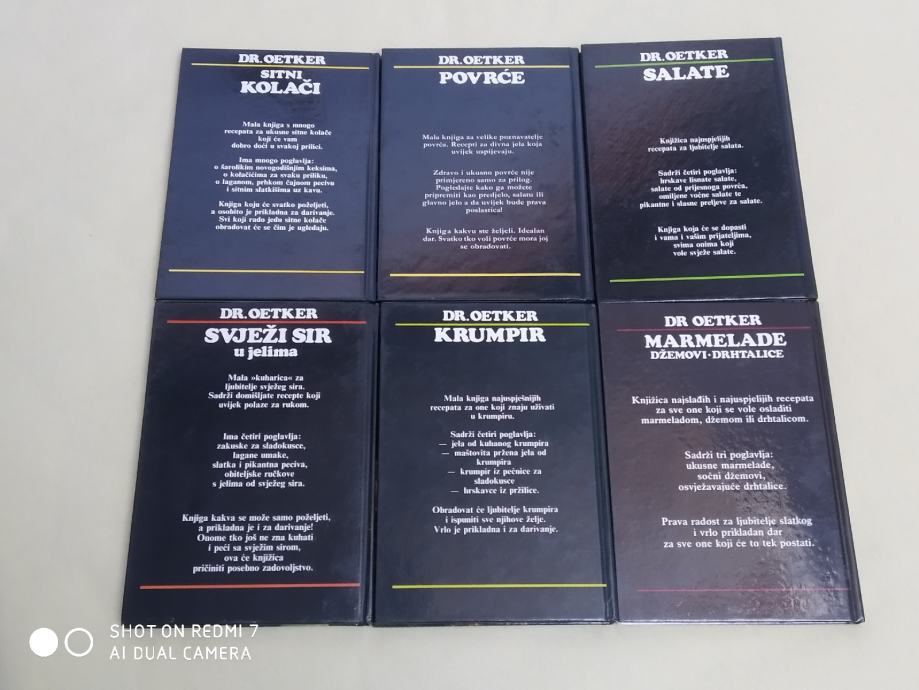 DR. OETKER
SITNI
KOLAČI
Mala knjiga s mnogo
recepata za ukusne sitne kolače
koji će vam
dobro doći u svakoj prilici.
Ima mnogo poglavlja:
o šarolikim novogodišnjim keksima,
o kolačićima za svaku priliku,
o laganom, prhkom čajnom pecivu
i sitnim slatkišima uz kavu.
Knjiga koju će svatko poželjeti,
a osobito je prikladna za darivanje.
Svi koji rado jedu sitne kolače
obradovat će se čim je ugledaju.
DR. OETKER
POVRĆE
Mala knjiga za velike poznavatelje
povrća. Recepti za divna jela koja
uvijek uspijevaju.
Zdravo i ukusno povrće nije
primjereno samo za prilog.
Pogledajte kako ga možete
pripremiti kao predjelo, salatu ili
glavno jelo a da uvijek bude prava
poslastica!
Knjiga kakvu ste željeli. Idealan
dar. Svatko tko voli povrće mora joj
se obradovati.
DR. OETKER
SALATE
Knjižica najuspjelijih
recepata za ljubitelje salata.
Sadrži četiri poglavlja:
hrskave lisnate salate,
salate od prijesnoga povrća,
omiljene voćne salate te
pikantne i slasne preljeve za salate.
Knjiga koja će se dopasti
i vama i vašim prijateljima,
svima onima koji
vole svježe salate.
DR. OETKER
SVJEŽI SIR
u jelima
Mala »kuharica« za
ljubitelje svježeg sira.
Sadrži domišljate recepte koji
uvijek polaze za rukom.
Ima četiri poglavlja:
zakuske za sladokusce,
lagane umake,
slatka i pikantna peciva,
obiteljske ručkove
s jelima od svježeg sira.
Knjiga kakva se može samo poželjeti,
a prikladna je i za darivanje!
Onome tko još ne zna kuhati
i peći sa svježim sirom,
ova će knjižica
pričiniti posebno zadovoljstvo.
DR. OETKER
KRUMPIR
Mala knjiga najuspješnijih
recepata za one koji znaju uživati
u krumpiru.
Sadrži četiri poglavlja:
— jela od kuhanog krumpira
— maštovita pržena jela od
krumpira
— krumpir iz pećnice za
sladokusce
— hrskavce iz pržilice.
Obradovat će ljubitelje krumpira
i ispuniti sve njihove želje.
Vrlo je prikladna i za darivanje.
DR OETKER
MARMELADE
DŽEMOVI·DRHTALICE
Knjižica najslađih i najuspjelijih recepata
za sve one koji se vole osladiti
marmeladom, džemom ili drhtalicom.
Sadrži tri poglavlja:
ukusne marmelade,
sočni džemovi,
osvježavajuće drhtalice.
Prava radost za ljubitelje slatkog
i vrlo prikladan dar
za sve one koji će to tek postati.
SHOT ON REDMI 7
AI DUAL CAMERA